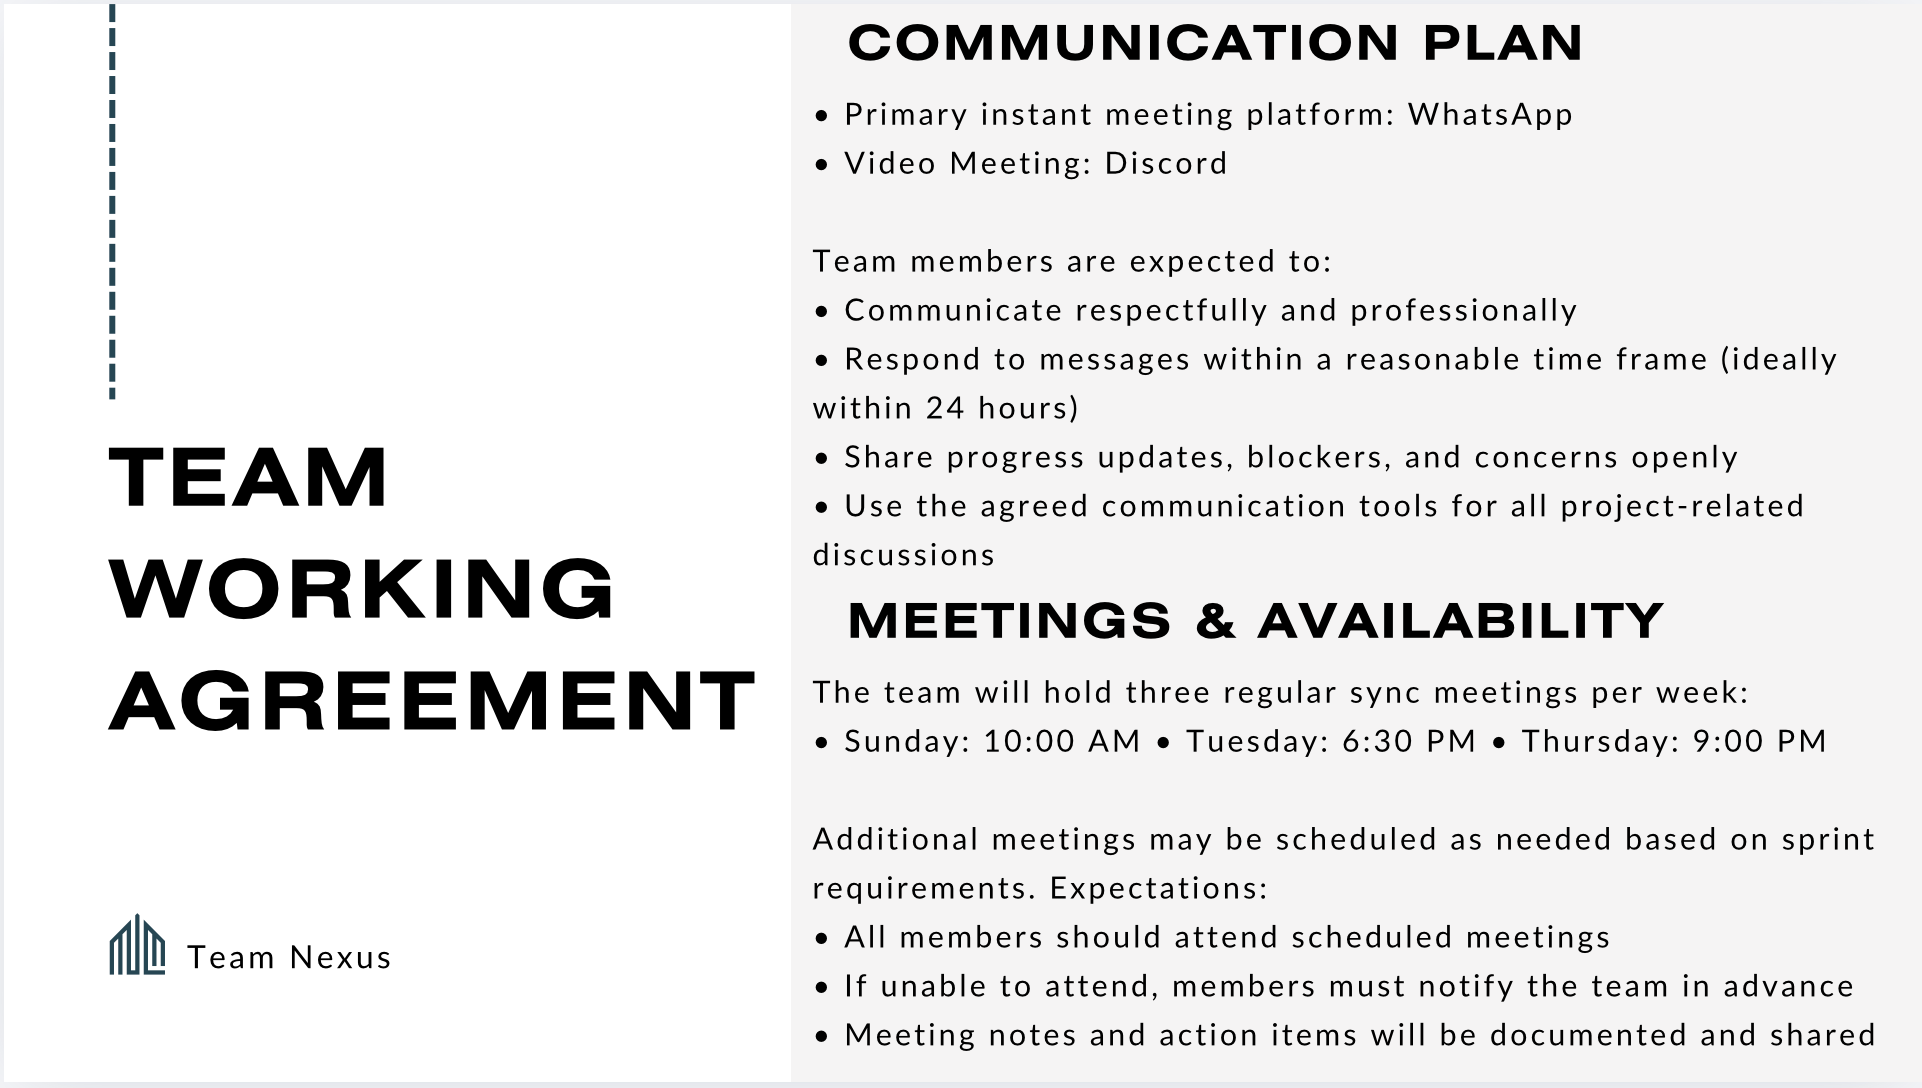 TEAM
WORKING
AGREEMENT
Team Nexus
COMMUNICATION PLAN
• Primary instant meeting platform: WhatsApp
• Video Meeting: Discord
Team members are expected to:
• Communicate respectfully and professionally
• Respond to messages within a reasonable time frame (ideally
within 24 hours)
• Share progress updates, blockers, and concerns openly
• Use the agreed communication tools for all project-related
discussions
MEETINGS & AVAILABILITY
The team will hold three regular sync meetings per week:
• Sunday: 10:00 AM • Tuesday: 6:30 PM • Thursday: 9:00 PM
Additional meetings may be scheduled as needed based on sprint
requirements. Expectations:
• All members should attend scheduled meetings
• If unable to attend, members must notify the team in advance
• Meeting notes and action items will be documented and shared